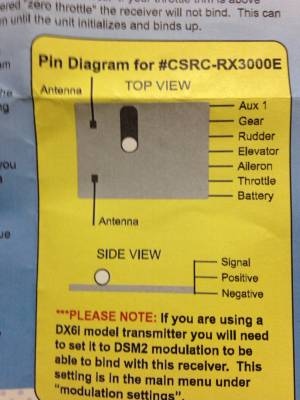 ered "zero throttle" the receiver will not bind. This can
until the unit initializes and binds up.
Pin Diagram for #CSRC-RX3000E
TOP VIEW
Antenna
Aux 1
Gear
Rudder
Elevator
Aileron
Throttle
Battery
Antenna
SIDE VIEW
Signal
Positive
Negative
***PLEASE NOTE: If you are using a
DX6I model transmitter you will need
to set it to DSM2 modulation to be
able to bind with this receiver. This
setting is in the main menu under
"modulation settings".